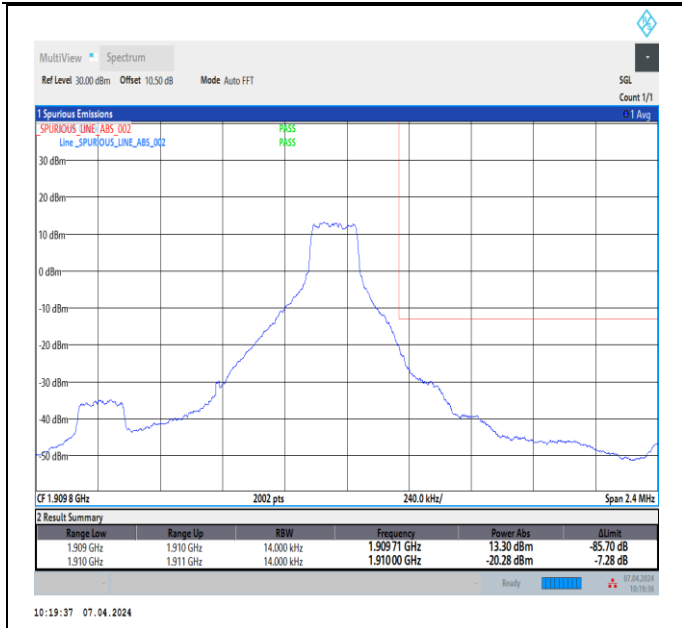 MultiView Spectrum
Ref Level 30.00 dBm Offset 10.50 dB Mode Auto FFT SGL
Count 1/1
1 Spurious Emissions 1 Avg
_SPURIOUS_LINE_ABS_002 PASS
Line _SPURIOUS_LINE_ABS_002 PASS
30 dBm
20 dBm
10 dBm
0 dBm
-10 dBm
-20 dBm
-30 dBm
-40 dBm
-50 dBm
CF 1.909 8 GHz 2002 pts 240.0 kHz/ Span 2.4 MHz
2 Result Summary
Range Low Range Up RBW Frequency Power Abs ΔLimit
1.909 GHz 1.910 GHz 14.000 kHz 1.909 71 GHz 13.30 dBm -85.70 dB
1.910 GHz 1.911 GHz 14.000 kHz 1.910 00 GHz -20.28 dBm -7.28 dB
Ready 07.04.2024
10:19:36
10:19:37 07.04.2024